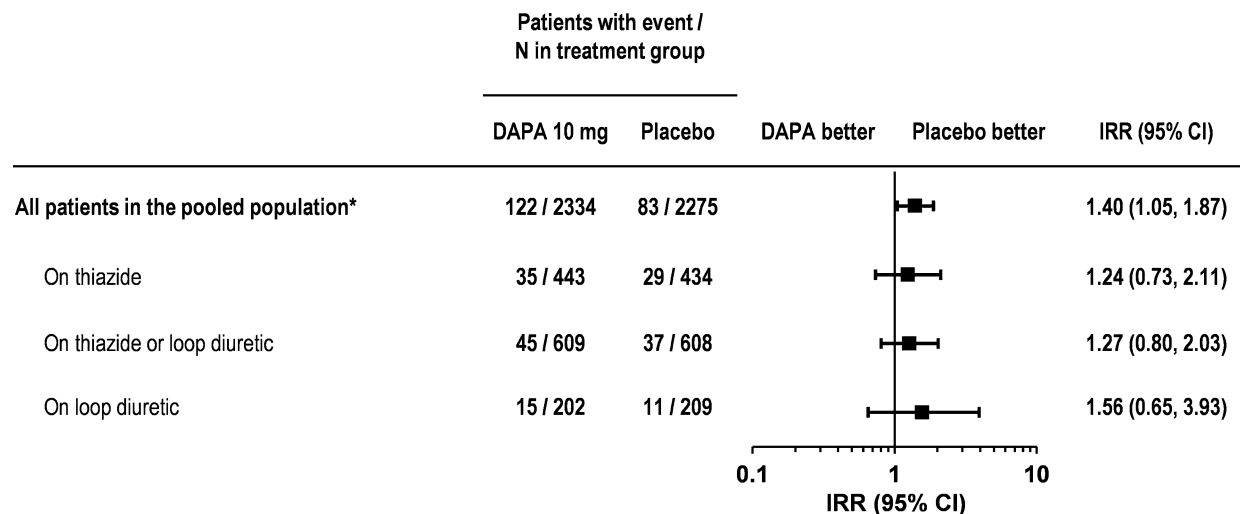 Patients with event /
N in treatment group
DAPA 10 mg Placebo DAPA better Placebo better IRR (95% CI)
All patients in the pooled population* 122 / 2334 83 / 2275 1.40 (1.05, 1.87)
On thiazide 35 / 443 29 / 434 1.24 (0.73, 2.11)
On thiazide or loop diuretic 45 / 609 37 / 608 1.27 (0.80, 2.03)
On loop diuretic 15 / 202 11 / 209 1.56 (0.65, 3.93)
0.1 1 10
IRR (95% CI)